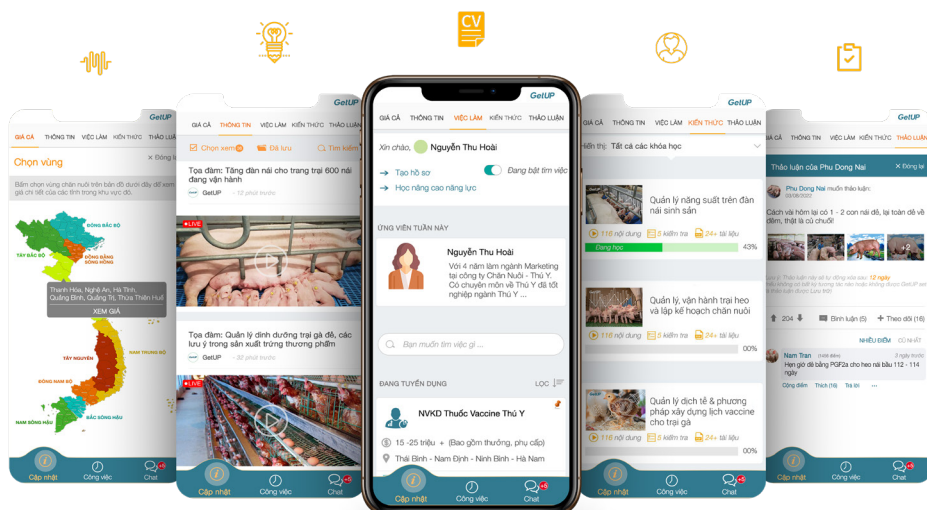 CV
GetUP
GIÁ CẢ THÔNG TIN VIỆC LÀM KIẾN THỨC THẢO LUẬN
Chọn vùng
× Đóng
Bấm chọn vùng chăn nuôi trên bản đồ dưới đây để xem
giá chi tiết của các tỉnh trong khu vực đó.
ĐÔNG BẮC BỘ
TÂY BẮC BỘ
ĐỒNG BẰNG
SÔNG HỒNG
Thanh Hóa, Nghệ An, Hà Tĩnh,
Quảng Bình, Quảng Trị, Thừa Thiên Huế
XEM GIÁ
TÂY NGUYÊN
NAM TRUNG BỘ
ĐÔNG NAM BỘ
BẮC SÔNG HẬU
NAM SÔNG HẬU
Cập nhật
Công việc
Chat
+5
GetUP
GIÁ CẢ THÔNG TIN VIỆC LÀM KIẾN THỨC THẢO LUẬN
Chọn xem
Đã lưu
Tìm kiếm
Tọa đàm: Tăng đàn nái cho trang trại 600 nái
đang vận hành
GetUP - 12 phút trước
LIVE
Tọa đàm: Quản lý dinh dưỡng trại gà đẻ, các
lưu ý trong sản xuất trứng thương phẩm
GetUP - 32 phút trước
LIVE
Cập nhật
Công việc
Chat
+5
GetUP
GIÁ CẢ THÔNG TIN VIỆC LÀM KIẾN THỨC THẢO LUẬN
Xin chào, Nguyễn Thu Hoài
Tạo hồ sơ
Đang bật tìm việc
Học nâng cao năng lực
ỨNG VIÊN TUẦN NÀY
Nguyễn Thu Hoài
Với 4 năm làm ngành Marketing
tại công ty Chăn Nuôi - Thú Y.
Có chuyên môn về Thú Y đã tốt
nghiệp ngành Thú Y ...
Bạn muốn tìm việc gì ...
ĐANG TUYỂN DỤNG
LỌC
NVKD Thuốc Vaccine Thú Y
15 -25 triệu + (Bao gồm thưởng, phụ cấp)
Thái Bình - Nam Định - Ninh Bình - Hà Nam
Cập nhật
Công việc
Chat
+5
GetUP
GIÁ CẢ THÔNG TIN VIỆC LÀM KIẾN THỨC THẢO LUẬN
Hiển thị: Tất cả các khóa học
Quản lý năng suất trên đàn
nái sinh sản
116 nội dung 5 kiểm tra 24+ tài liệu
Đang học
43%
Quản lý, vận hành trại heo
và lập kế hoạch chăn nuôi
116 nội dung 5 kiểm tra 24+ tài liệu
00%
Quản lý dịch tễ & phương
pháp xây dựng lịch vaccine
cho trại gà
116 nội dung 5 kiểm tra 24+ tài liệu
00%
Cập nhật
Công việc
Chat
+5
GetUP
GIÁ CẢ THÔNG TIN VIỆC LÀM KIẾN THỨC THẢO LUẬN
Thảo luận của Phu Dong Nai
× Đóng lại
Phu Dong Nai muốn thảo luận:
03/08/2022
Cách vài hôm lại có 1 - 2 con nái đẻ, lại toàn đẻ về
đêm, thật là cú chuối!
+2
204
Bình luận (5)
+ Theo dõi (16)
NHIỀU ĐIỂM
CŨ NHẤT
Nam Tran
2 ngày trước
Hẹn giờ đẻ bằng PGF2a cho heo nái bầu 112 - 114
ngày
Cộng điểm Thích (16) Trả lời ...
Cập nhật
Công việc
Chat
+5